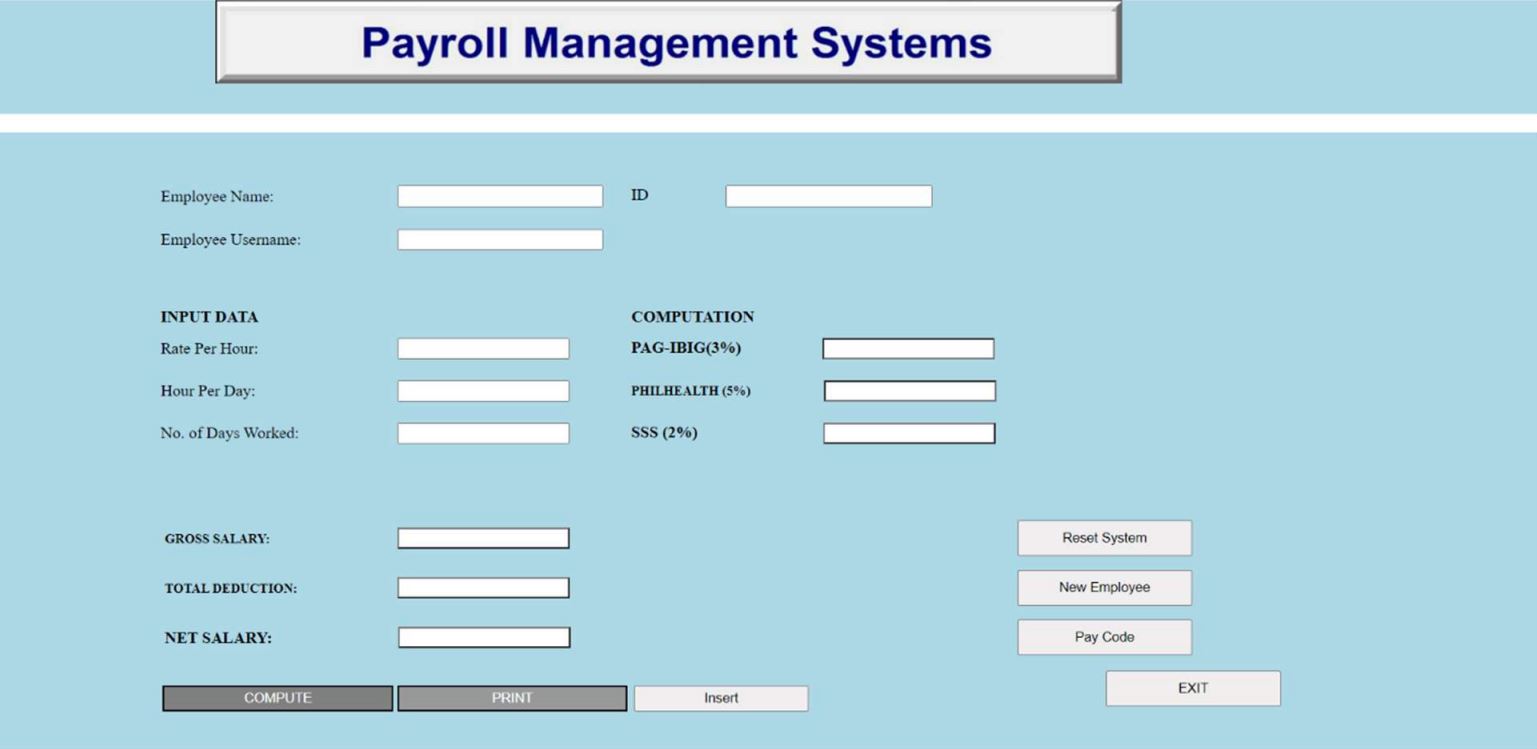 Payroll Management Systems
Employee Name: ID
Employee Username:
INPUT DATA COMPUTATION
Rate Per Hour: PAG-IBIG(3%)
Hour Per Day: PHILHEALTH (5%)
No. of Days Worked: SSS (2%)
GROSS SALARY: Reset System
TOTAL DEDUCTION: New Employee
NET SALARY: Pay Code
COMPUTE PRINT Insert EXIT